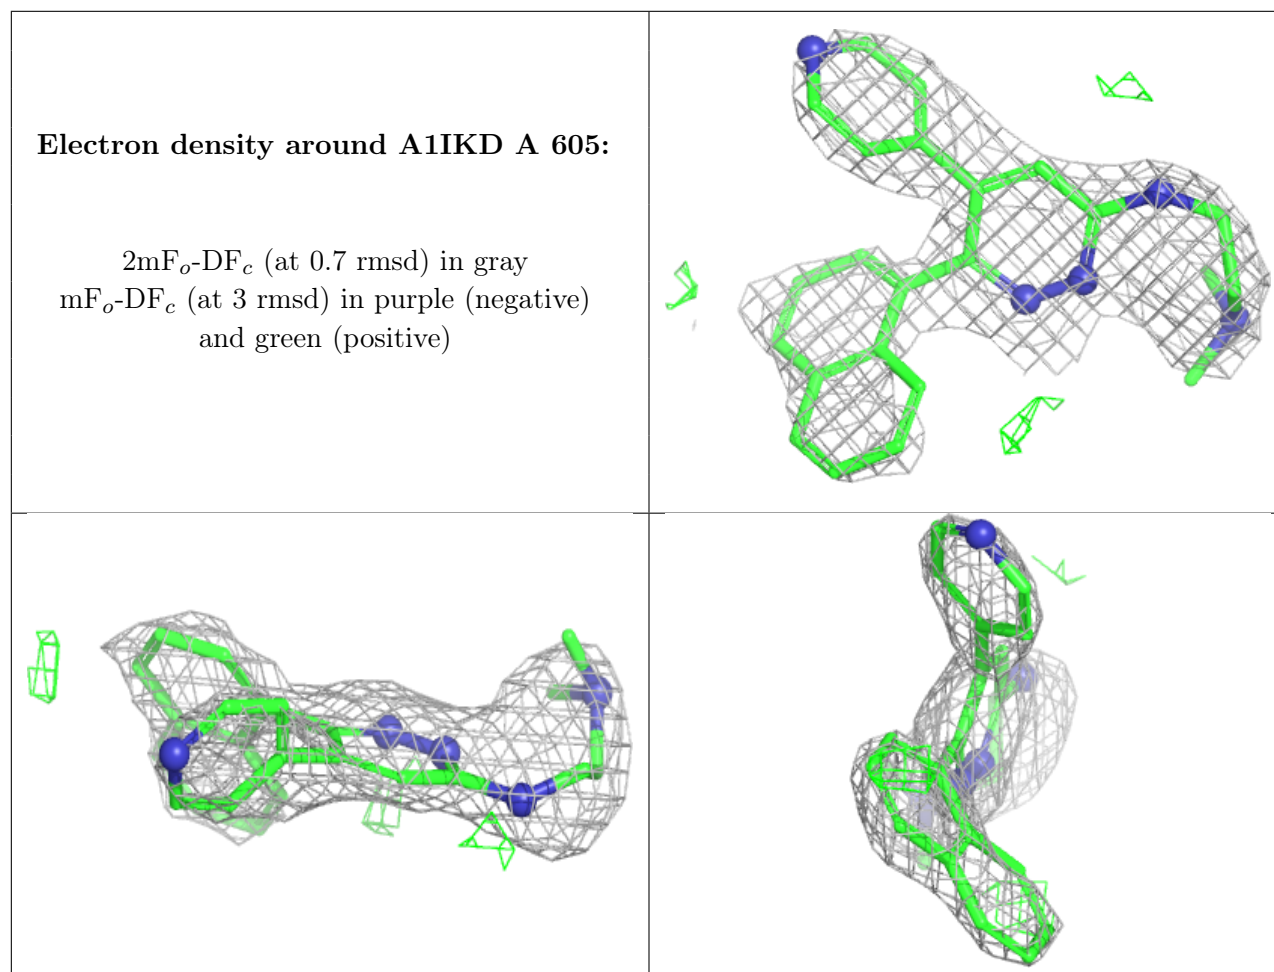 Electron density around A1IKD A 605:
2mFo-DFc (at 0.7 rmsd) in gray
mFo-DFc (at 3 rmsd) in purple (negative)
and green (positive)